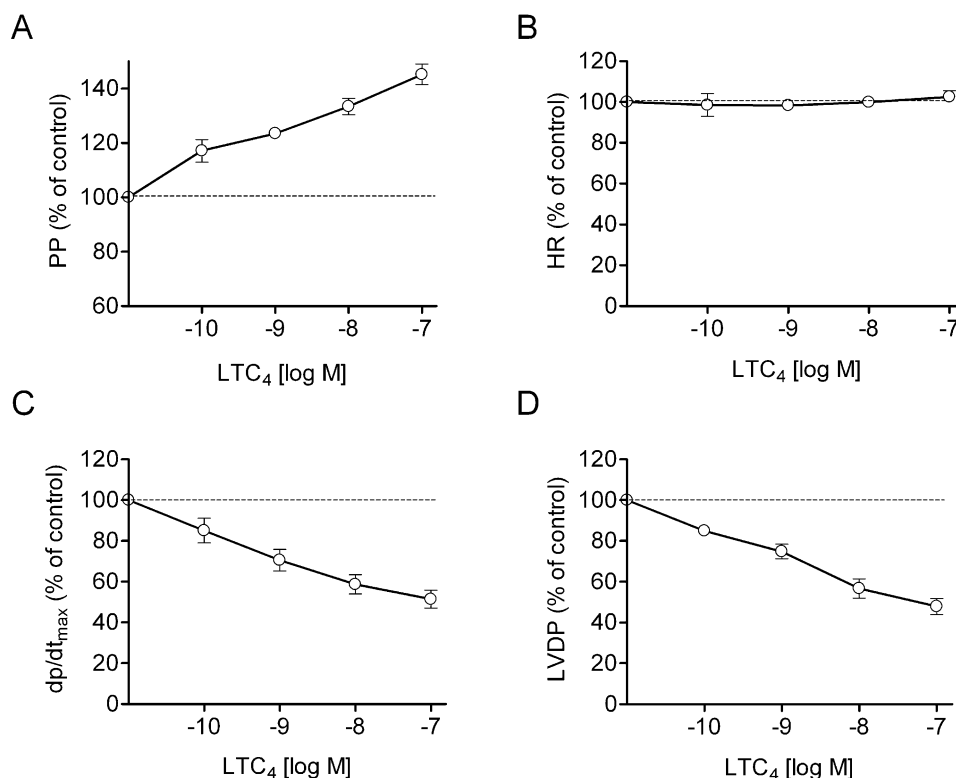 A
PP (% of control)
140
120
100
80
60
-10 -9 -8 -7
LTC₄ [log M]
B
HR (% of control)
120
100
80
60
40
20
0
-10 -9 -8 -7
LTC₄ [log M]
C
dp/dtₘₐₓ (% of control)
120
100
80
60
40
20
0
-10 -9 -8 -7
LTC₄ [log M]
D
LVDP (% of control)
120
100
80
60
40
20
0
-10 -9 -8 -7
LTC₄ [log M]